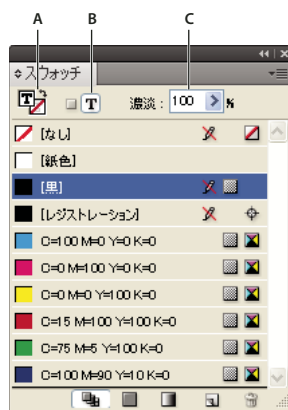 A B C
スウォッチ
T T 濃淡: 100 %
[なし]
[紙色]
[黒]
[レジストレーション]
C=100 M=0 Y=0 K=0
C=0 M=100 Y=0 K=0
C=0 M=0 Y=100 K=0
C=15 M=100 Y=100 K=0
C=75 M=5 Y=100 K=0
C=100 M=90 Y=10 K=0